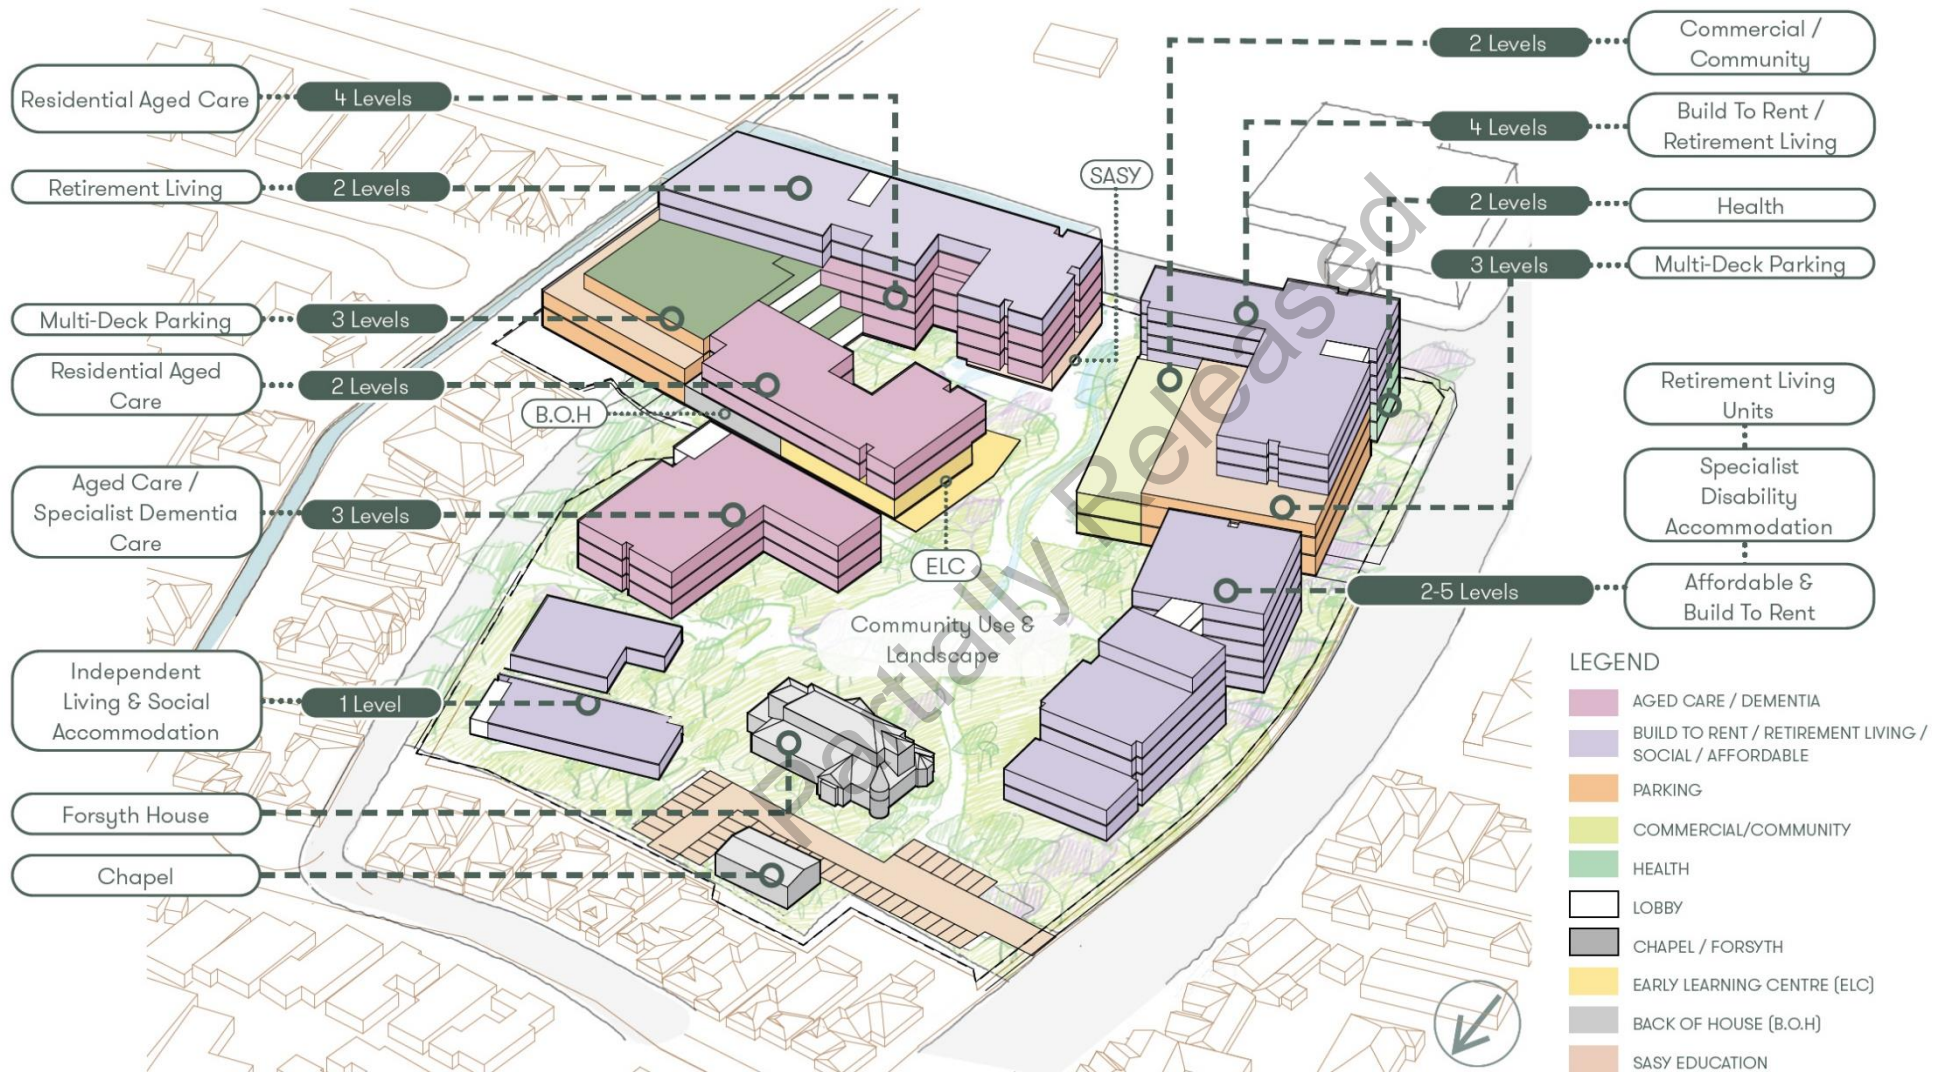 Residential Aged Care
4 Levels
Retirement Living
2 Levels
Multi-Deck Parking
3 Levels
Residential Aged
Care
2 Levels
B.O.H
Aged Care /
Specialist Dementia
Care
3 Levels
Independent
Living & Social
Accommodation
1 Level
Forsyth House
Chapel
SASY
ELC
Community Use &
Landscape
2 Levels
Commercial /
Community
4 Levels
Build To Rent /
Retirement Living
2 Levels
Health
3 Levels
Multi-Deck Parking
Retirement Living
Units
Specialist
Disability
Accommodation
2-5 Levels
Affordable &
Build To Rent
LEGEND
AGED CARE / DEMENTIA
BUILD TO RENT / RETIREMENT LIVING /
SOCIAL / AFFORDABLE
PARKING
COMMERCIAL/COMMUNITY
HEALTH
LOBBY
CHAPEL / FORSYTH
EARLY LEARNING CENTRE (ELC)
BACK OF HOUSE (B.O.H)
SASY EDUCATION
Partially Released